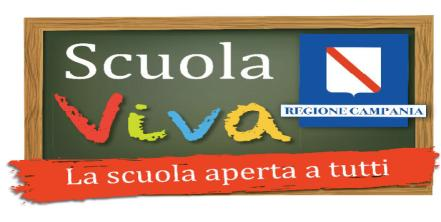 Scuola
Viva
REGIONE CAMPANIA
La scuola aperta a tutti